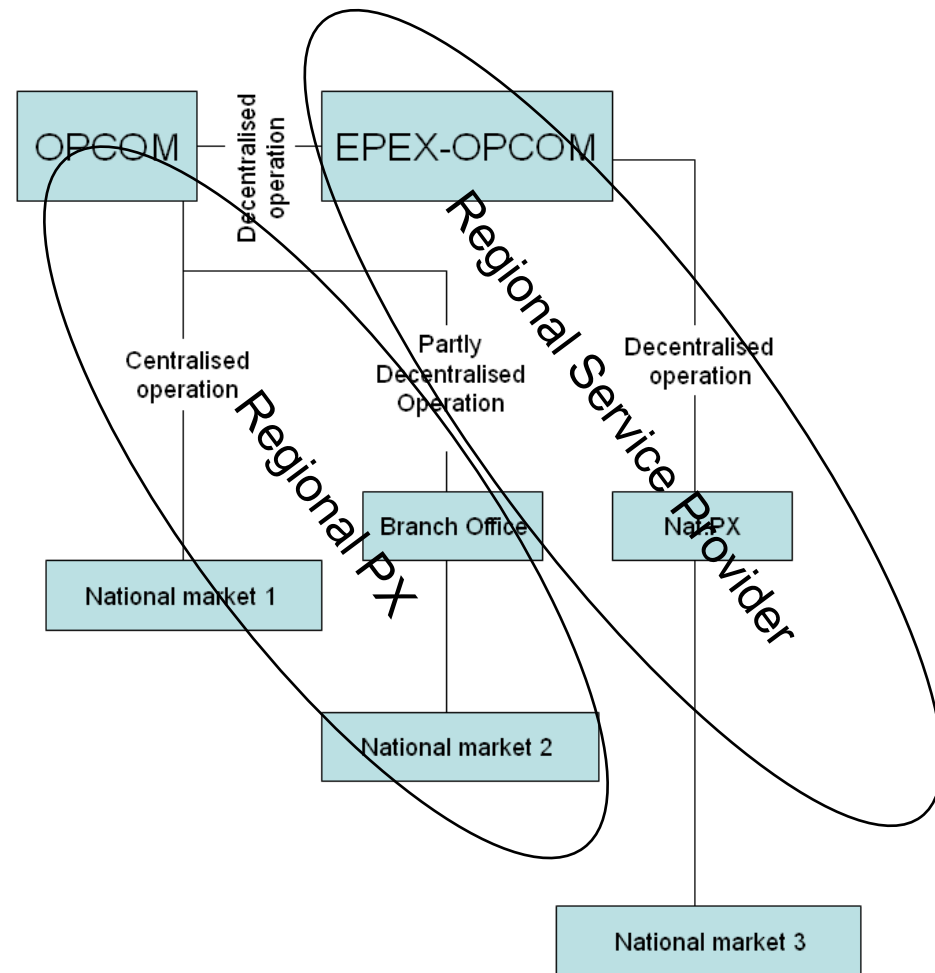 OPCOM
Decentralised
operation
EPEX-OPCOM
Centralised
operation
Partly
Decentralised
Operation
Decentralised
operation
Regional PX
Regional Service Provider
Branch Office
Nat.PX
National market 1
National market 2
National market 3